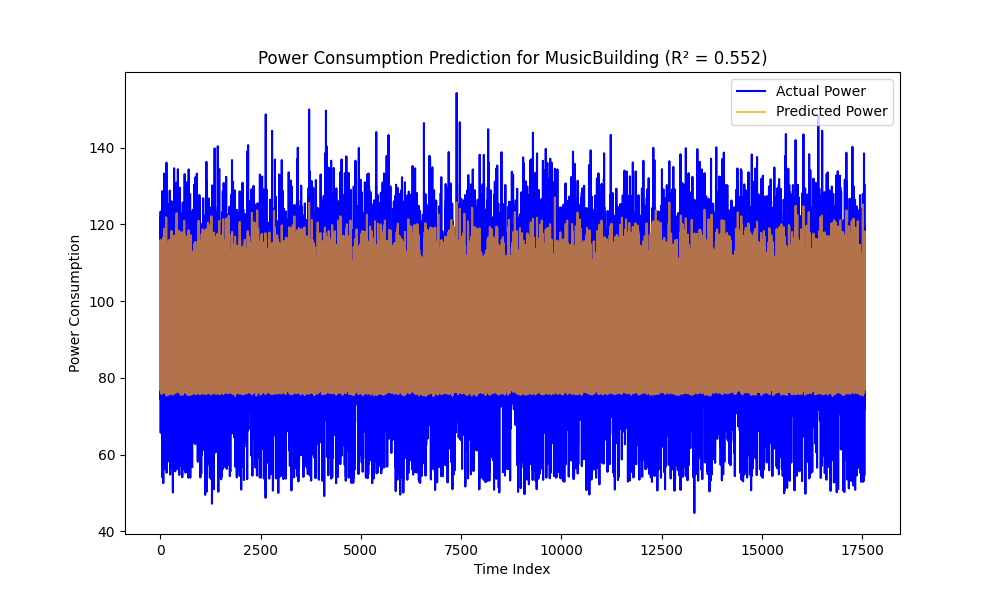 Power Consumption Prediction for MusicBuilding (R² = 0.552)
Actual Power
Predicted Power
Power Consumption
140
120
100
80
60
40
0 2500 5000 7500 10000 12500 15000 17500
Time Index